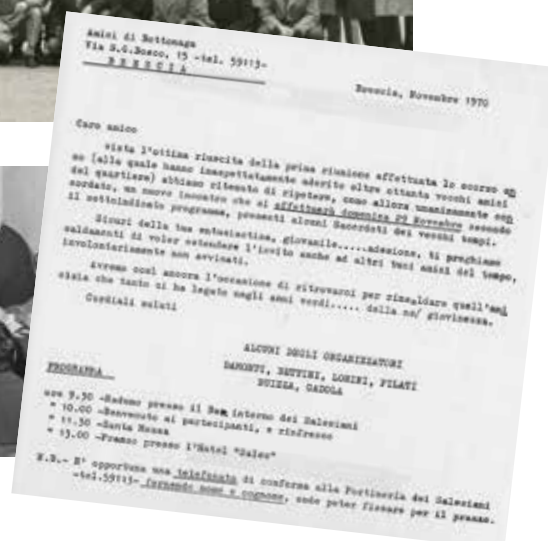 Amici di Bottonaga
Via S.G.Bosco, 15 -tel. 59113-
B R E S C I A
Brescia, Novembre 1970
Caro amico
vista l'ottima riuscita della prima riunione effettuata lo scorso an
no (alla quale hanno inaspettatamente aderito oltre ottanta vecchi amici
del quartiere) abbiamo ritenuto di ripetere, come allora unanimamente con
cordato, un nuovo incontro che si effettuerà domenica 29 Novembre secondo
il sottoindicato programma, presenti alcuni Sacerdoti dei vecchi tempi.
Sicuri della tua entusiastica, giovanile.....adesione, ti preghiamo
caldamenti di voler estendere l'invito anche ad altri tuoi amici del tempo,
involontariamente non avvisati.
Avremo così ancora l'occasione di ritrovarci per rinsaldare quell'ami
cizia che tanto ci ha legato negli anni verdi..... della ns/ giovinezza.
Cordiali saluti
ALCUNI DEGLI ORGANIZZATORI
DAMONTI, BETTINI, LONINI, PILATI
BUIZZA, GADOLA
PROGRAMMA
ore 9.30 -Raduno presso il Bar interno dei Salesiani
" 10.00 -Benvenuto ai partecipanti, e rinfresco
" 11.30 -Santa Messa
" 13.00 -Pranzo presso l'Hotel "Jolev"
N.B.- E' opportuna una telefonata di conferma alla Portineria dei Salesiani
-tel.59113- fornendo nome e cognome, onde poter fissare per il pranzo.